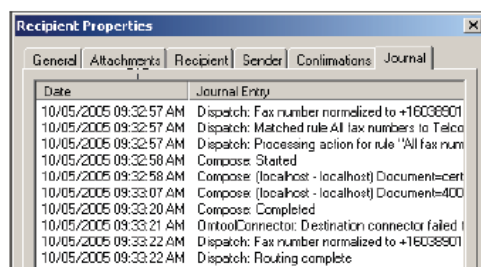 Recipient Properties
General Attachments Recipient Sender Confirmations Journal
Date Journal Entry
10/05/2005 09:32:57 AM Dispatch: Fax number normalized to +16038901
10/05/2005 09:32:57 AM Dispatch: Matched rule All fax numbers to Telco
10/05/2005 09:32:57 AM Dispatch: Processing action for rule "All fax num
10/05/2005 09:32:58 AM Compose: Started
10/05/2005 09:32:58 AM Compose: (localhost - localhost) Document=cert
10/05/2005 09:33:07 AM Compose: (localhost - localhost) Document=400
10/05/2005 09:33:20 AM Compose: Completed
10/05/2005 09:33:21 AM OmtoolConnector: Destination connector failed t
10/05/2005 09:33:22 AM Dispatch: Fax number normalized to +16038901
10/05/2005 09:33:22 AM Dispatch: Routing complete